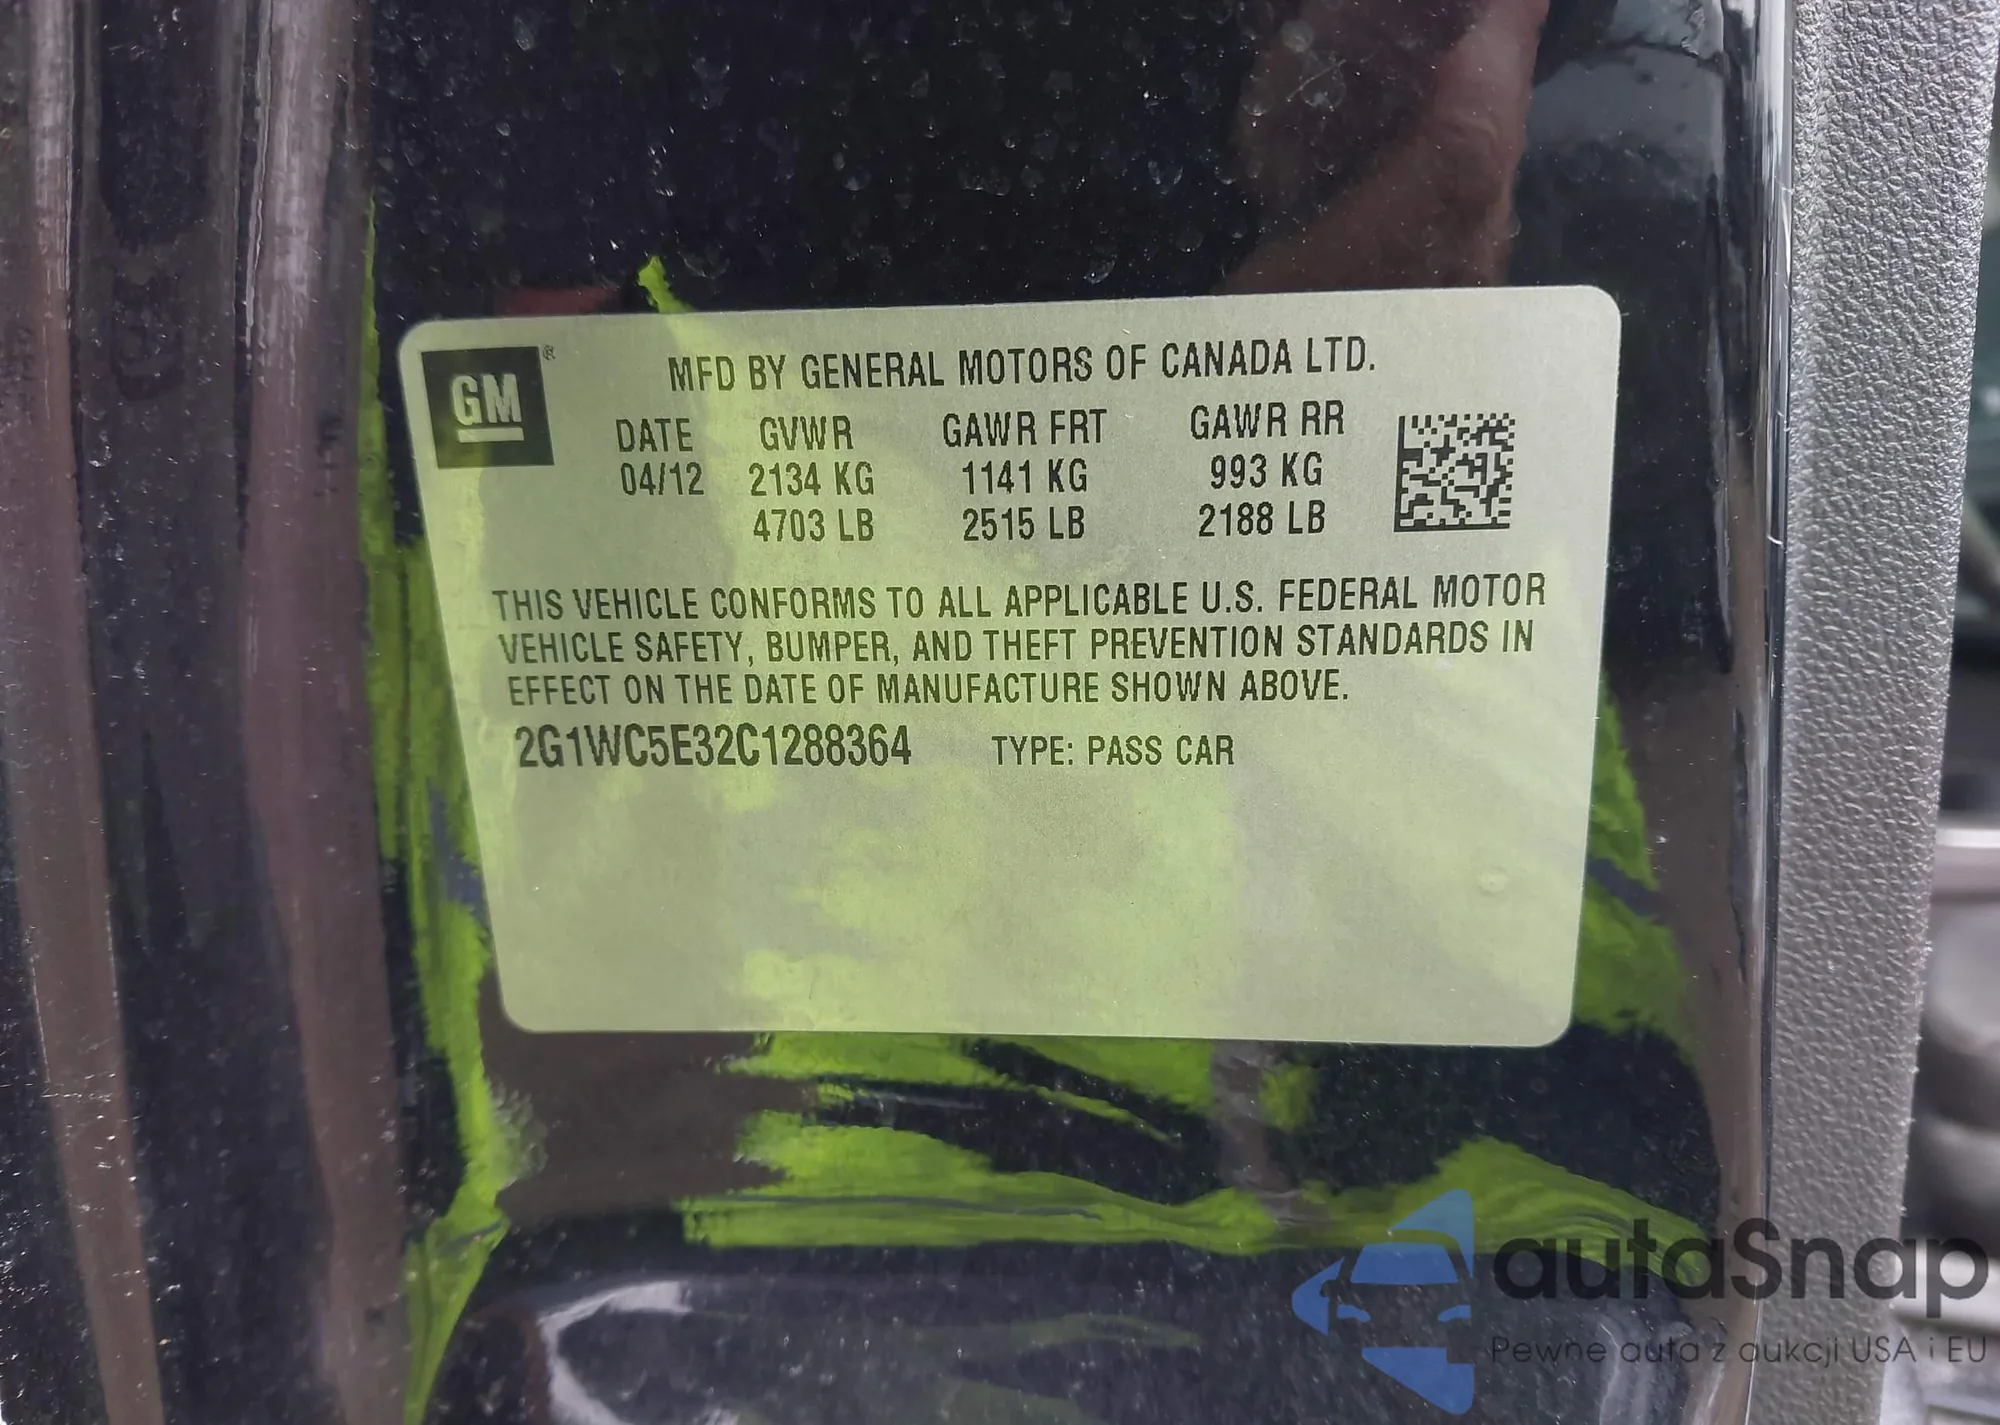 GM ®
MFD BY GENERAL MOTORS OF CANADA LTD.
DATE GVWR GAWR FRT GAWR RR
04/12 2134 KG 1141 KG 993 KG
4703 LB 2515 LB 2188 LB
THIS VEHICLE CONFORMS TO ALL APPLICABLE U.S. FEDERAL MOTOR
VEHICLE SAFETY, BUMPER, AND THEFT PREVENTION STANDARDS IN
EFFECT ON THE DATE OF MANUFACTURE SHOWN ABOVE.
2G1WC5E32C1288364 TYPE: PASS CAR
autaSnap
Pewne auta z aukcji USA i EU